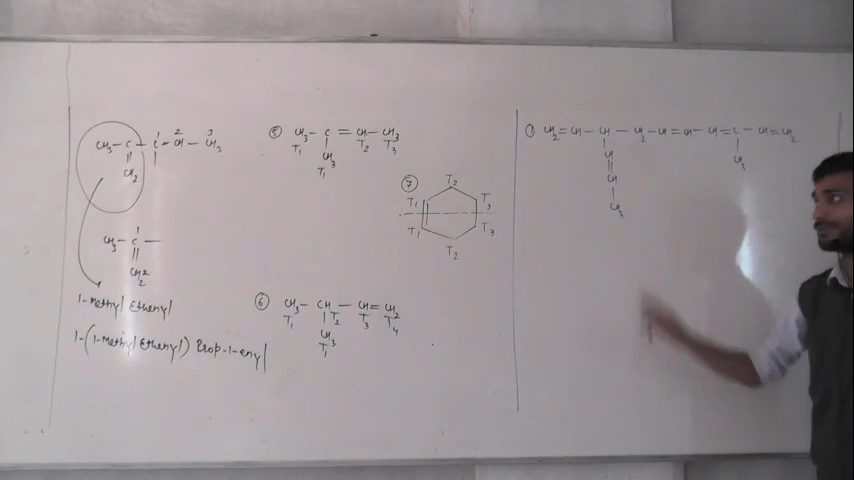 CH3 - C - C = CH - CH3
1 2 3
CH2
CH3 - C -
CH2
1-Methyl Ethenyl
1-(1-Methyl Ethenyl) Prop-1-enyl
⑤ CH3 - C = CH - CH3
T1 T2 T3
CH3
T1
⑦
T2
T1 T3
T1 T3
T2
⑥ CH3 - CH - CH = CH2
T1 T2 T3 T4
CH3
T1
① CH2 = CH - CH - CH2 - CH = CH - CH = C - CH = CH2
CH CH3
CH
CH3